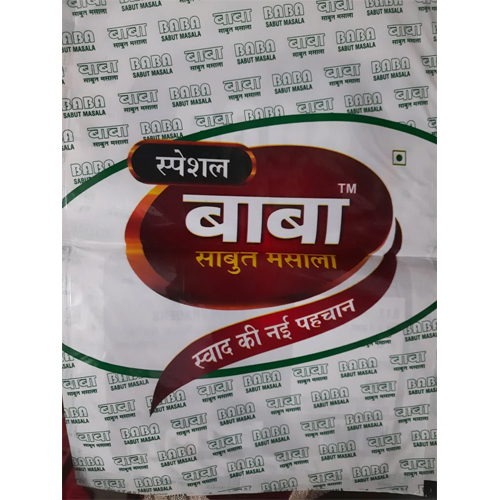 स्पेशल
बाबा TM
साबुत मसाला
स्वाद की नई पहचान
BABA
SABUT MASALA
बाबा
साबुत मसाला